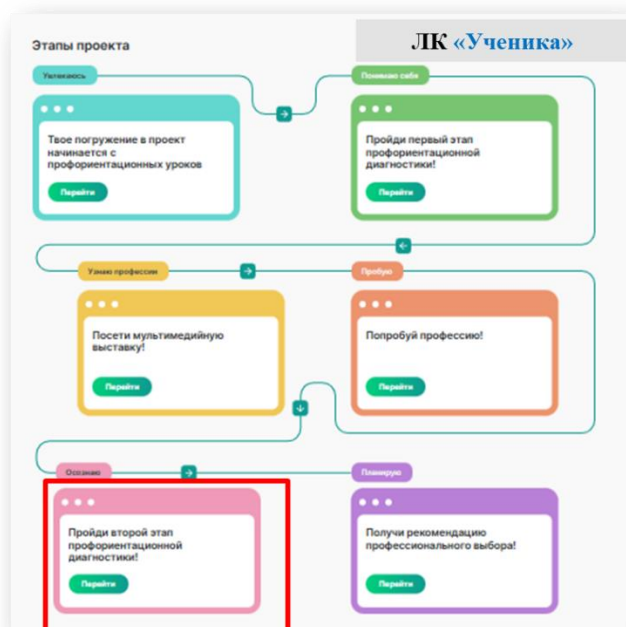 Этапы проекта
ЛК «Ученика»
Увлекаюсь
Понимаю себя
Твое погружение в проект
начинается с
профориентационных уроков
Перейти
Пройди первый этап
профориентационной
диагностики!
Перейти
Узнаю профессии
Пробую
Посети мультимедийную
выставку!
Перейти
Попробуй профессию!
Перейти
Осознаю
Планирую
Пройди второй этап
профориентационной
диагностики!
Перейти
Получи рекомендацию
профессионального выбора!
Перейти